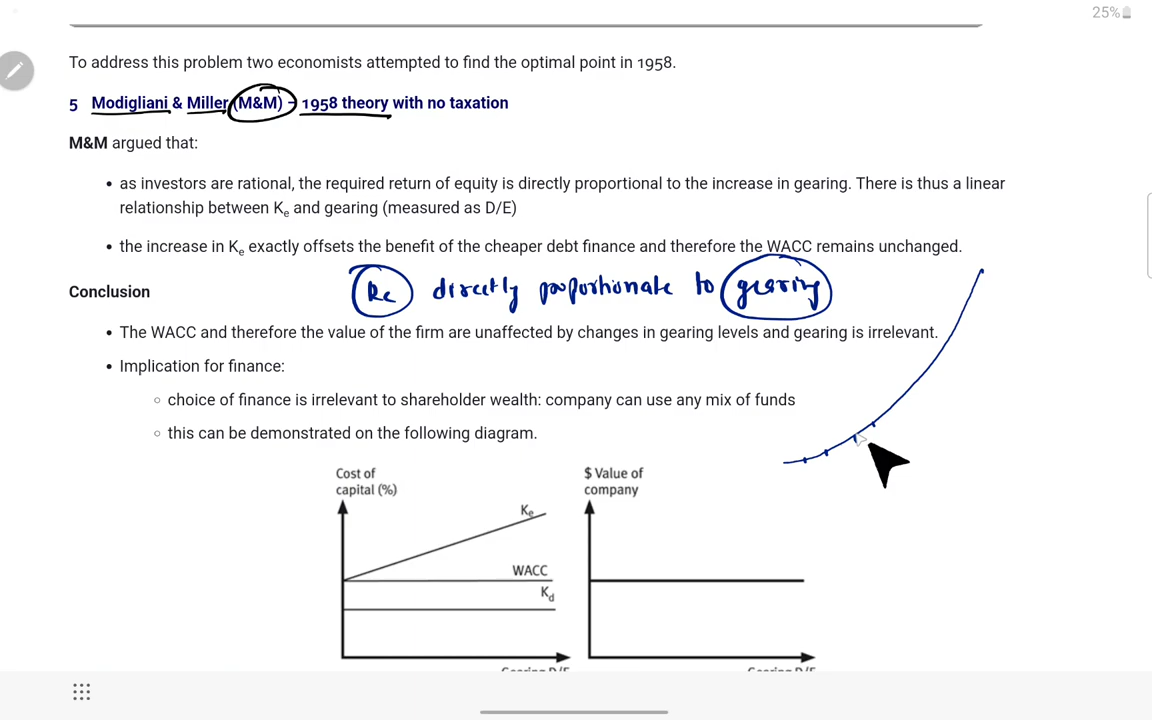 25%
To address this problem two economists attempted to find the optimal point in 1958.
5 Modigliani & Miller (M&M) – 1958 theory with no taxation
M&M argued that:
• as investors are rational, the required return of equity is directly proportional to the increase in gearing. There is thus a linear
relationship between Ke and gearing (measured as D/E)
• the increase in Ke exactly offsets the benefit of the cheaper debt finance and therefore the WACC remains unchanged.
Ke directly proportionate to gearing
Conclusion
• The WACC and therefore the value of the firm are unaffected by changes in gearing levels and gearing is irrelevant.
• Implication for finance:
○ choice of finance is irrelevant to shareholder wealth: company can use any mix of funds
○ this can be demonstrated on the following diagram.
Cost of
capital (%)
Ke
WACC
Kd
$ Value of
company